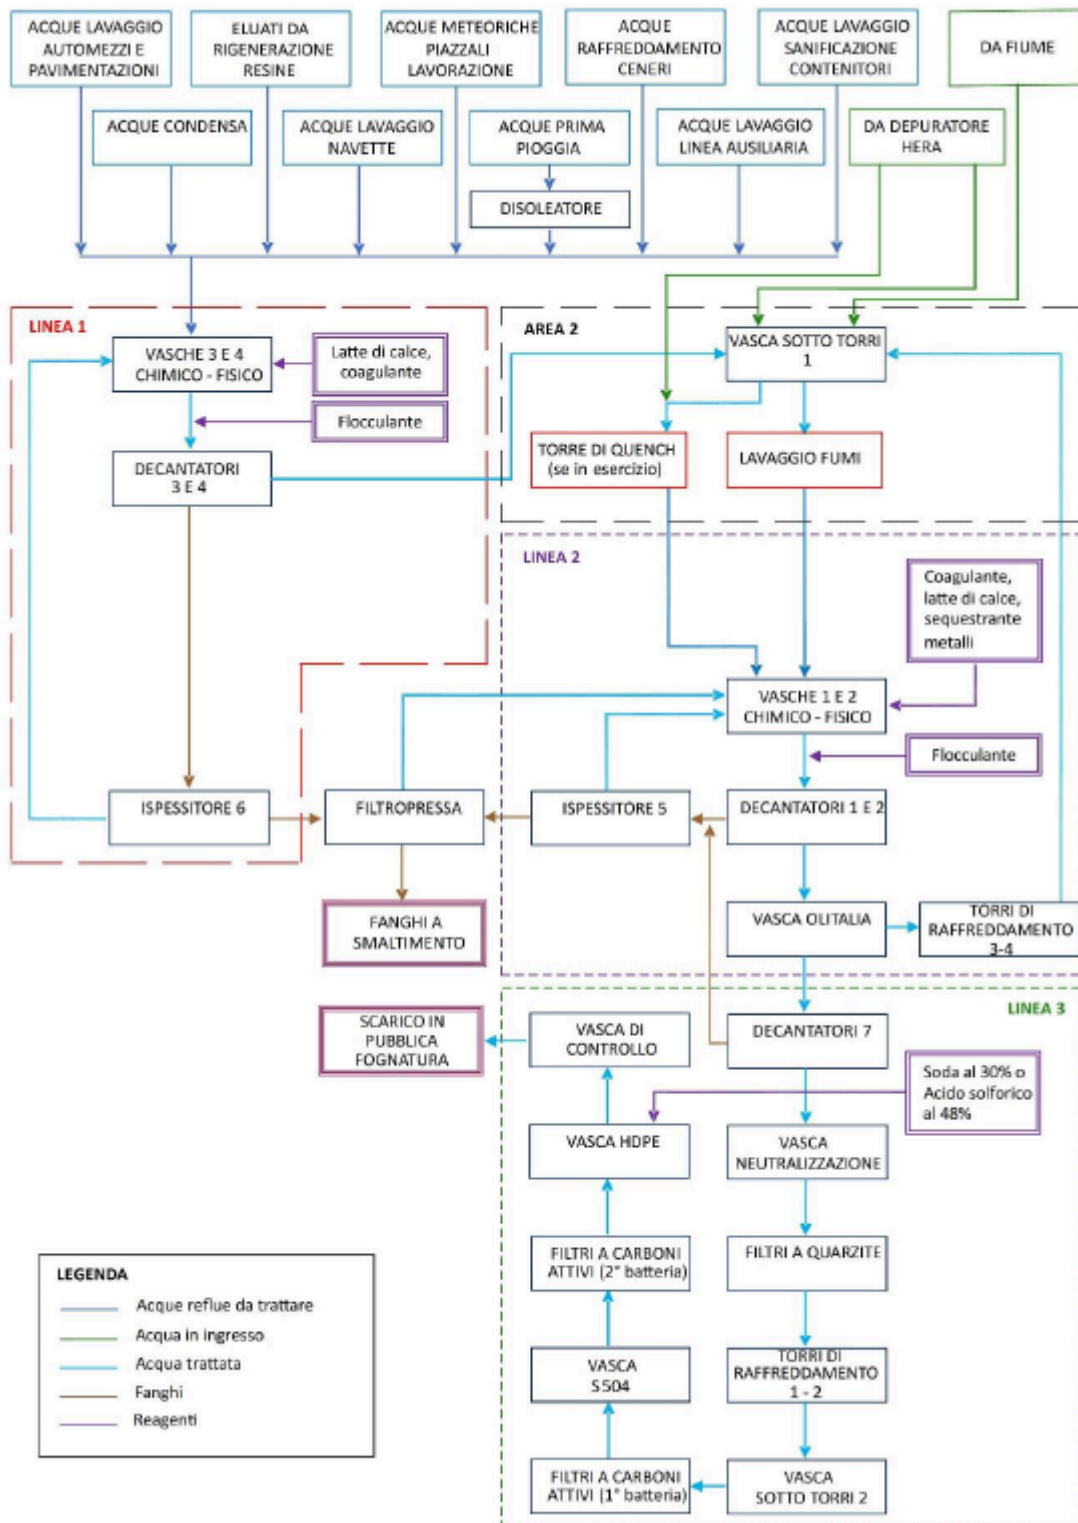 ACQUE LAVAGGIO
AUTOMEZZI E
PAVIMENTAZIONI
ELUATI DA
RIGENERAZIONE
RESINE
ACQUE METEORICHE
PIAZZALI
LAVORAZIONE
ACQUE
RAFFREDDAMENTO
CENERI
ACQUE LAVAGGIO
SANIFICAZIONE
CONTENITORI
DA FIUME
ACQUE CONDENSA
ACQUE LAVAGGIO
NAVETTE
ACQUE PRIMA
PIOGGIA
ACQUE LAVAGGIO
LINEA AUSILIARIA
DA DEPURATORE
HERA
DISOLEATORE
LINEA 1
VASCHE 3 E 4
CHIMICO - FISICO
Latte di calce,
coagulante
Flocculante
DECANTATORI
3 E 4
AREA 2
VASCA SOTTO TORRI
1
TORRE DI QUENCH
(se in esercizio)
LAVAGGIO FUMI
LINEA 2
Coagulante,
latte di calce,
sequestrante
metalli
VASCHE 1 E 2
CHIMICO - FISICO
Flocculante
ISPESSITORE 6
FILTROPRESSA
ISPESSITORE 5
DECANTATORI 1 E 2
FANGHI A
SMALTIMENTO
VASCA OLITALIA
TORRI DI
RAFFREDDAMENTO
3-4
LINEA 3
SCARICO IN
PUBBLICA
FOGNATURA
VASCA DI
CONTROLLO
DECANTATORI 7
Soda al 30% o
Acido solforico
al 48%
VASCA HDPE
VASCA
NEUTRALIZZAZIONE
FILTRI A CARBONI
ATTIVI (2° batteria)
FILTRI A QUARZITE
VASCA
S504
TORRI DI
RAFFREDDAMENTO
1 - 2
FILTRI A CARBONI
ATTIVI (1° batteria)
VASCA
SOTTO TORRI 2
LEGENDA
Acque reflue da trattare
Acqua in ingresso
Acqua trattata
Fanghi
Reagenti